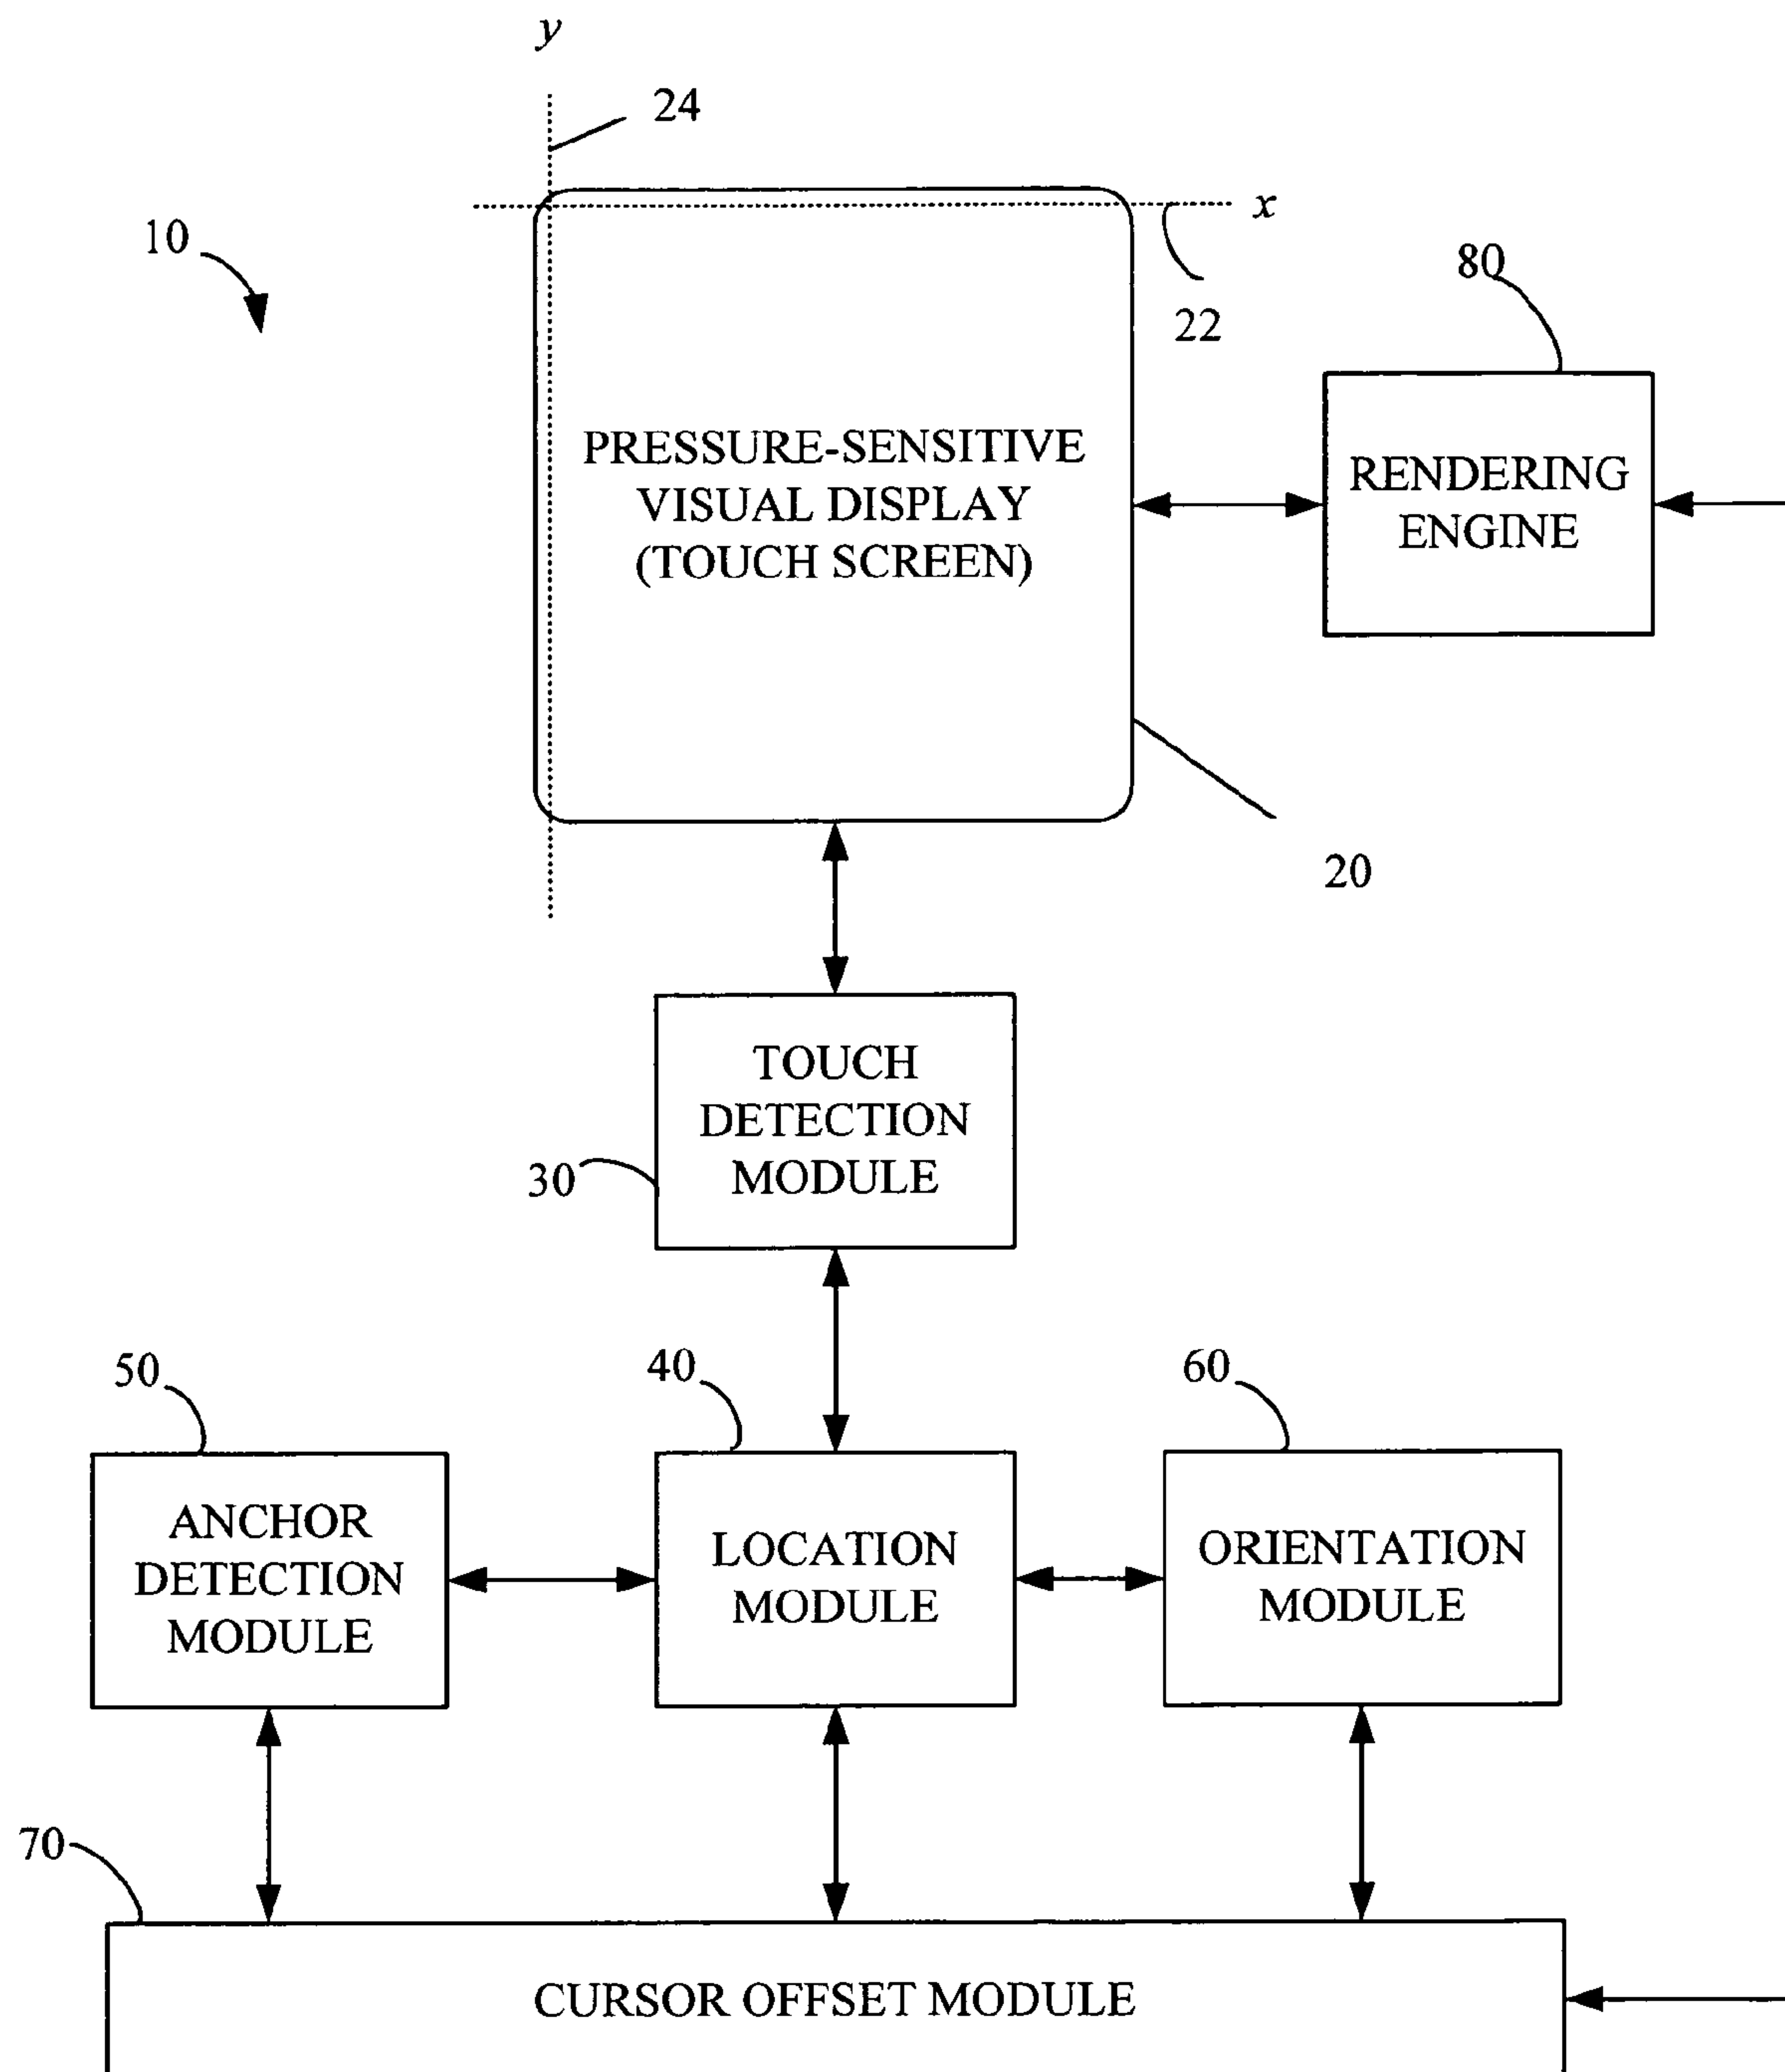 y
24
x
10
22
80
PRESSURE-SENSITIVE
VISUAL DISPLAY
(TOUCH SCREEN)
RENDERING
ENGINE
20
TOUCH
DETECTION
MODULE
30
50
40
60
ANCHOR
DETECTION
MODULE
LOCATION
MODULE
ORIENTATION
MODULE
70
CURSOR OFFSET MODULE